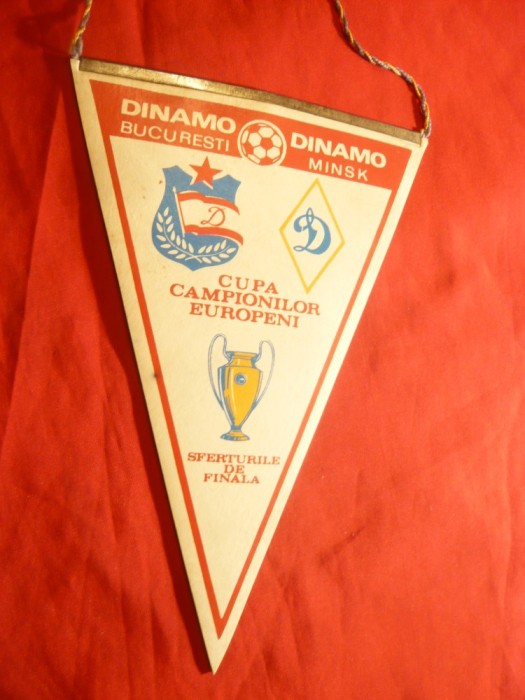 DINAMO
BUCURESTI
DINAMO
MINSK
D
D
CUPA
CAMPIONILOR
EUROPENI
SFERTURILE
DE
FINALA